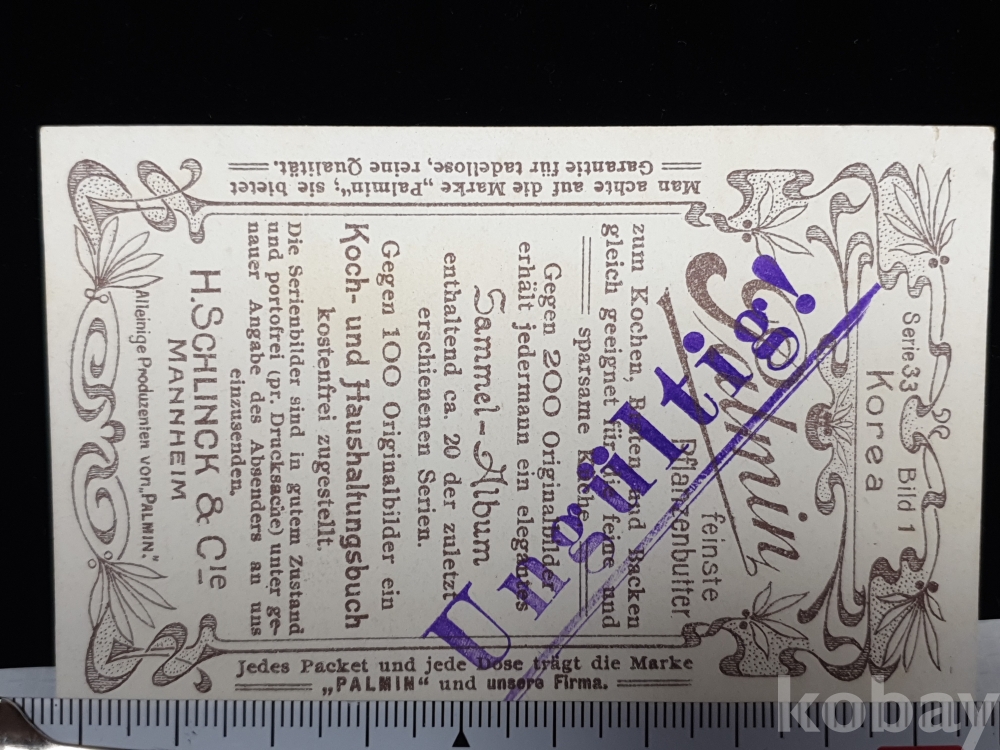 Serie 33 Bild 1
Korea
Palmin
feinste
Pflanzenbutter
zum Kochen, Braten und Backen
gleich geeignet für die feine und
sparsame Küche.
Gegen 200 Originalbilder
erhält jedermann ein elegantes
Sammel-Album
enthaltend ca. 20 der zuletzt
erschienenen Serien.
Gegen 100 Originalbilder ein
Koch- und Haushaltungsbuch
kostenfrei zugestellt.
Die Serienbilder sind in gutem Zustand
und portofrei (pr. Drucksache) unter ge-
nauer Angabe des Absenders an uns
einzusenden.
H. SCHLINCK & Cie
MANNHEIM
Alleinige Produzenten von „PALMIN."
Man achte auf die Marke „Palmin"; sie bietet
Garantie für tadellose, reine Qualität.
Jedes Packet und jede Dose trägt die Marke
„PALMIN" und unsere Firma.
Ungültig!
kobay